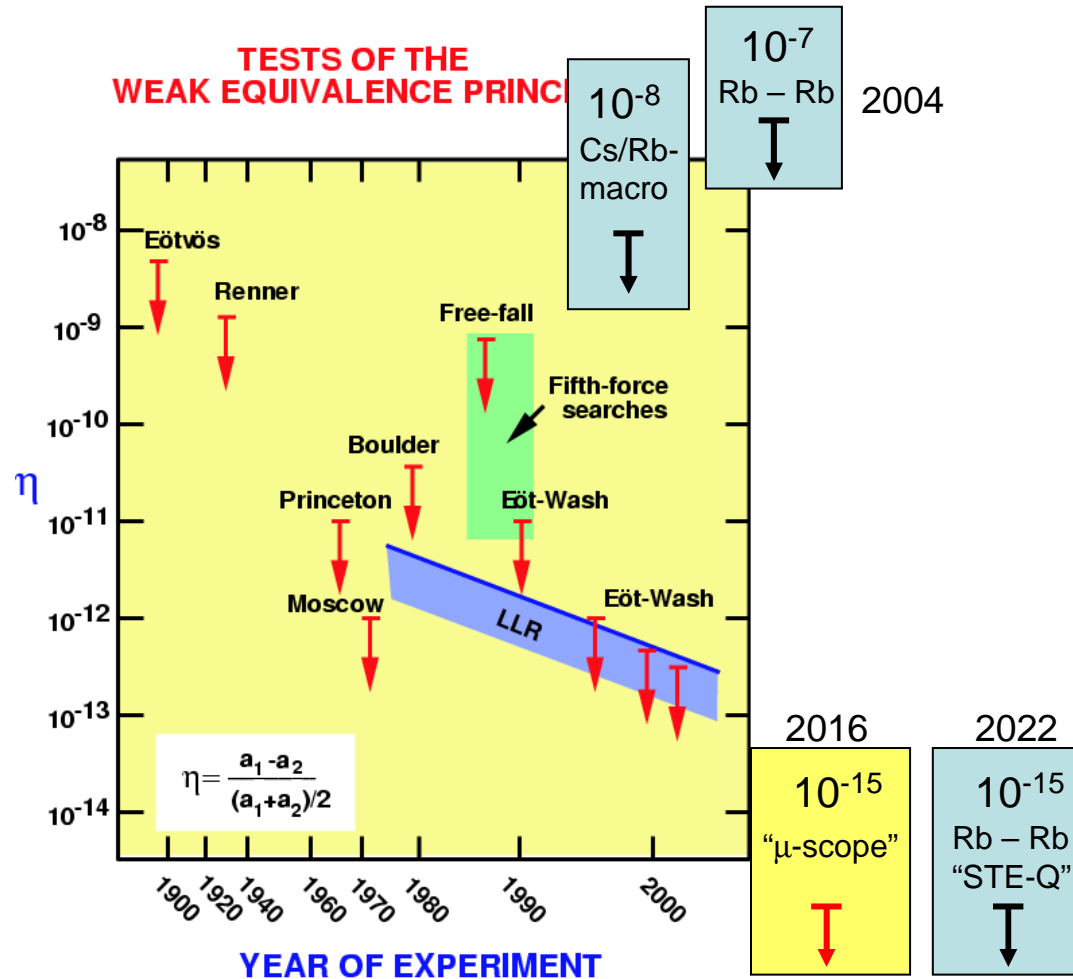 TESTS OF THE
WEAK EQUIVALENCE PRINC
10⁻⁸
Cs/Rb-
macro
10⁻⁷
Rb – Rb
2004
10⁻⁸
10⁻⁹
10⁻¹⁰
10⁻¹¹
10⁻¹²
10⁻¹³
10⁻¹⁴
η
Eötvös
Renner
Free-fall
Fifth-force
searches
Boulder
Princeton
Eöt-Wash
Moscow
LLR
Eöt-Wash
η= a₁-a₂ / (a₁+a₂)/2
1900
1920
1940
1960
1970
1980
1990
2000
YEAR OF EXPERIMENT
2016
10⁻¹⁵
“μ-scope”
2022
10⁻¹⁵
Rb – Rb
“STE-Q”